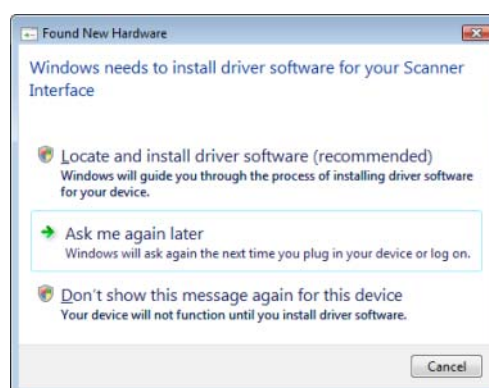 Found New Hardware
Windows needs to install driver software for your Scanner
Interface
Locate and install driver software (recommended)
Windows will guide you through the process of installing driver software
for your device.
Ask me again later
Windows will ask again the next time you plug in your device or log on.
Don't show this message again for this device
Your device will not function until you install driver software.
Cancel